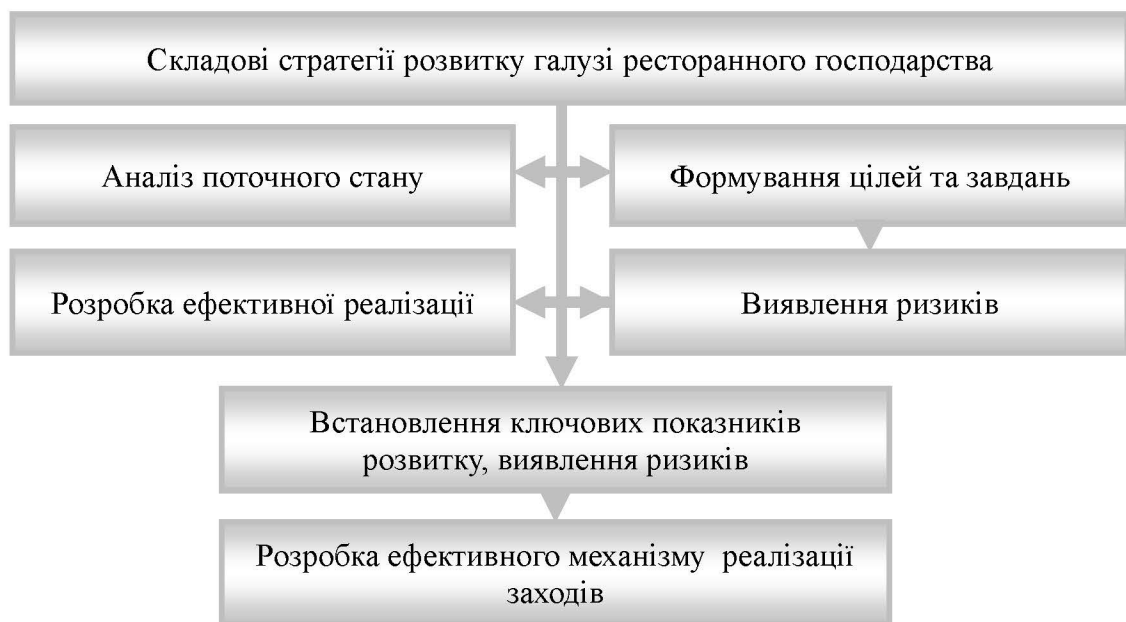 Складові стратегії розвитку галузі ресторанного господарства
Аналіз поточного стану
Формування цілей та завдань
Розробка ефективної реалізації
Виявлення ризиків
Встановлення ключових показників
розвитку, виявлення ризиків
Розробка ефективного механізму реалізації
заходів